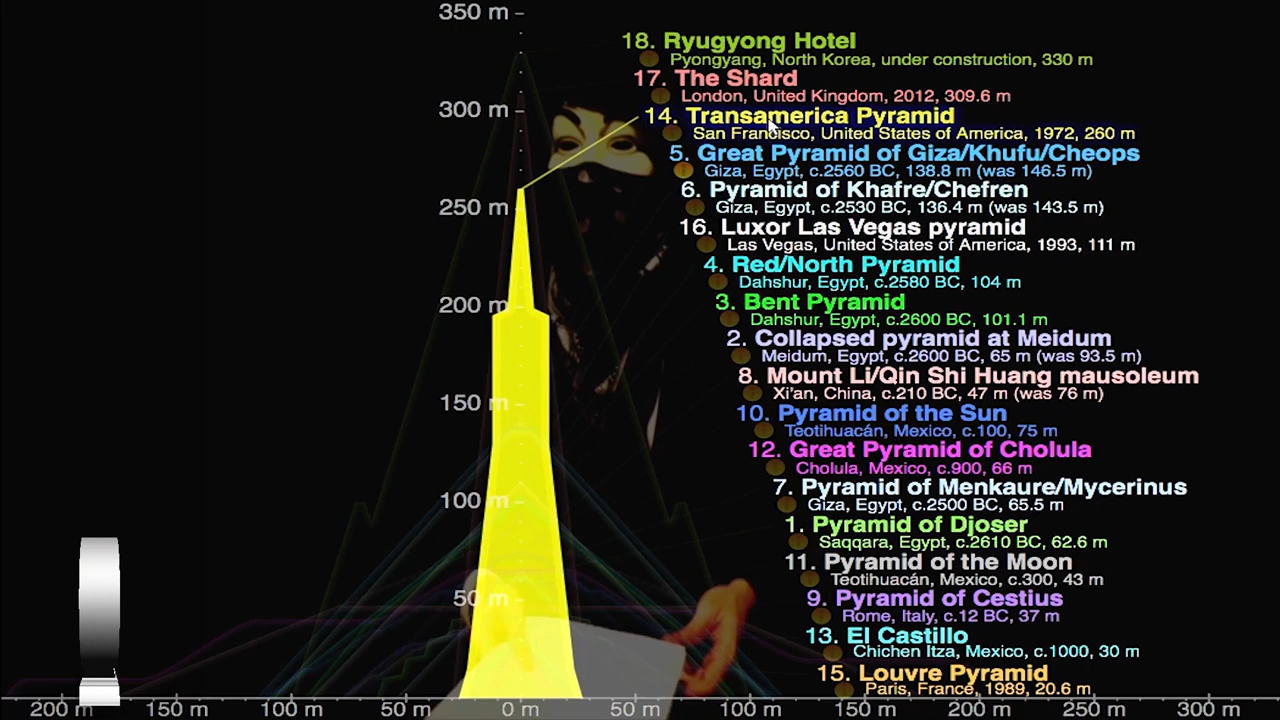 350 m
300 m
250 m
200 m
150 m
100 m
50 m
18. Ryugyong Hotel
Pyongyang, North Korea, under construction, 330 m
17. The Shard
London, United Kingdom, 2012, 309.6 m
14. Transamerica Pyramid
San Francisco, United States of America, 1972, 260 m
5. Great Pyramid of Giza/Khufu/Cheops
Giza, Egypt, c.2560 BC, 138.8 m (was 146.5 m)
6. Pyramid of Khafre/Chefren
Giza, Egypt, c.2530 BC, 136.4 m (was 143.5 m)
16. Luxor Las Vegas pyramid
Las Vegas, United States of America, 1993, 111 m
4. Red/North Pyramid
Dahshur, Egypt, c.2580 BC, 104 m
3. Bent Pyramid
Dahshur, Egypt, c.2600 BC, 101.1 m
2. Collapsed pyramid at Meidum
Meidum, Egypt, c.2600 BC, 65 m (was 93.5 m)
8. Mount Li/Qin Shi Huang mausoleum
Xi'an, China, c.210 BC, 47 m (was 76 m)
10. Pyramid of the Sun
Teotihuacán, Mexico, c.100, 75 m
12. Great Pyramid of Cholula
Cholula, Mexico, c.900, 66 m
7. Pyramid of Menkaure/Mycerinus
Giza, Egypt, c.2500 BC, 65.5 m
1. Pyramid of Djoser
Saqqara, Egypt, c.2610 BC, 62.6 m
11. Pyramid of the Moon
Teotihuacán, Mexico, c.300, 43 m
9. Pyramid of Cestius
Rome, Italy, c.12 BC, 37 m
13. El Castillo
Chichen Itza, Mexico, c.1000, 30 m
15. Louvre Pyramid
Paris, France, 1989, 20.6 m
200 m 150 m 100 m 50 m 0 m 50 m 100 m 150 m 200 m 250 m 300 m